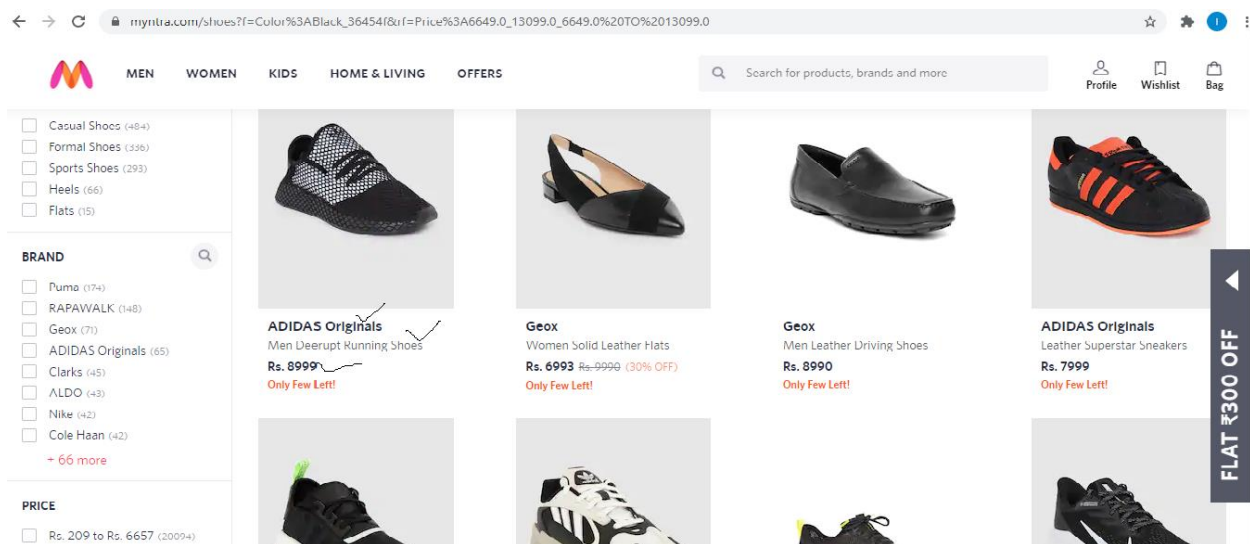 myntra.com/shoes?f=Color%3ABlack_36454f&rf=Price%3A6649.0_13099.0_6649.0%20TO%2013099.0
MEN WOMEN KIDS HOME & LIVING OFFERS
Search for products, brands and more
Profile Wishlist Bag
Casual Shoes (484)
Formal Shoes (336)
Sports Shoes (293)
Heels (66)
Flats (15)
BRAND
Puma (174)
RAPAWALK (148)
Geox (71)
ADIDAS Originals (65)
Clarks (45)
ALDO (43)
Nike (42)
Cole Haan (42)
+ 66 more
PRICE
Rs. 209 to Rs. 6657 (20094)
ADIDAS Originals
Men Deerupt Running Shoes
Rs. 8999
Only Few Left!
Geox
Women Solid Leather Flats
Rs. 6993 Rs. 9990 (30% OFF)
Only Few Left!
Geox
Men Leather Driving Shoes
Rs. 8990
Only Few Left!
ADIDAS Originals
Leather Superstar Sneakers
Rs. 7999
Only Few Left!
FLAT ₹300 OFF